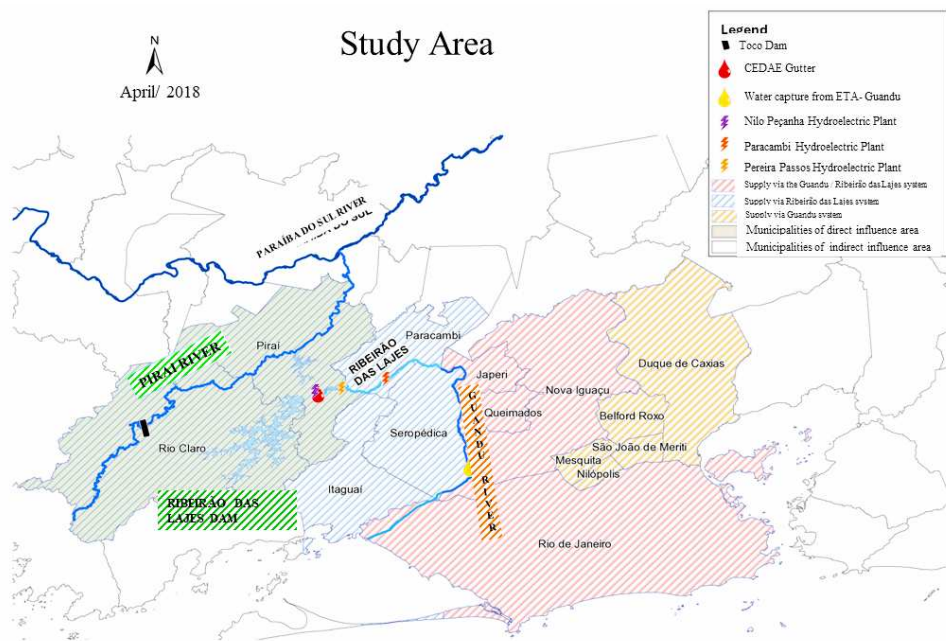 Study Area
N
April/ 2018
Legend
Toco Dam
CEDAE Gutter
Water capture from ETA- Guandu
Nilo Peçanha Hydroelectric Plant
Paracambi Hydroelectric Plant
Pereira Passos Hydroelectric Plant
Supply via the Guandu / Ribeirão das Lajes system
Supply via Ribeirão das Lajes system
Supply via Guandu system
Municipalities of direct influence area
Municipalities of indirect influence area
PARAÍBA DO SUL RIVER
PIRAI RIVER
Piraí
Paracambi
RIBEIRÃO
DAS LAJES
Japeri
Duque de Caxias
Nova Iguaçu
Queimados
Belford Roxo
Seropédica
GUANDU RIVER
Rio Claro
São João de Meriti
Mesquita
Nilópolis
Itaguaí
RIBEIRÃO DAS
LAJES DAM
Rio de Janeiro